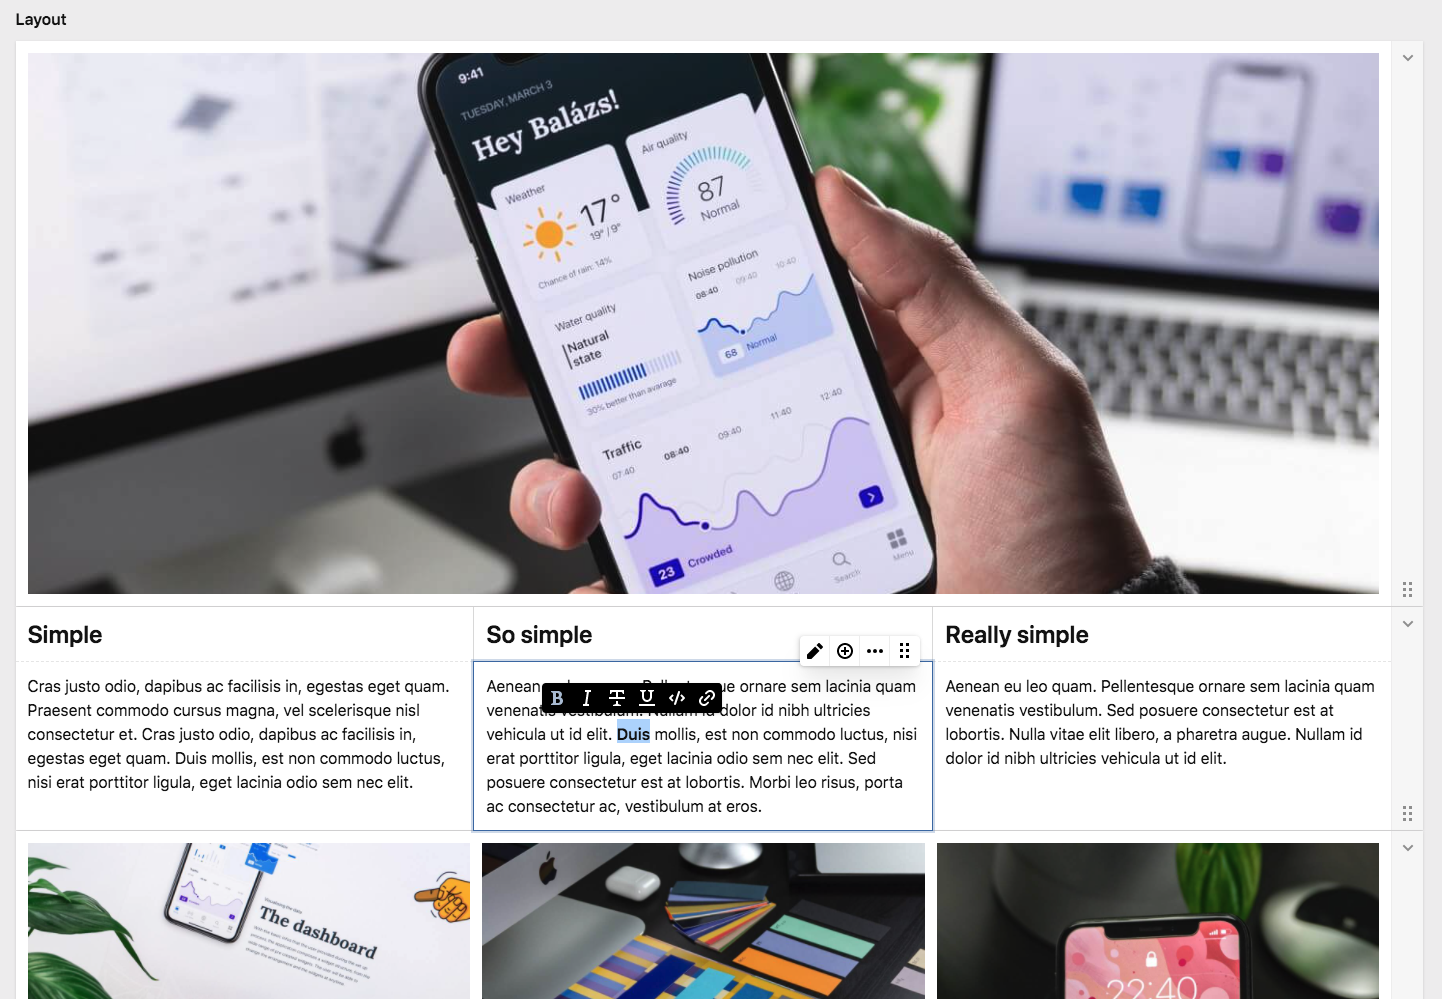 Layout
9:41
TUESDAY, MARCH 3
Hey Balázs!
Weather
17°
19° / 9°
Chance of rain: 14%
Air quality
87
Normal
Water quality
Natural
state
30% better than avarage
Noise pollution
08:40 09:40 10:40
68 Normal
Traffic
07:40 08:40 09:40 11:40 12:40
23 Crowded
Search
Menu
Simple
Cras justo odio, dapibus ac facilisis in, egestas eget quam.
Praesent commodo cursus magna, vel scelerisque nisl
consectetur et. Cras justo odio, dapibus ac facilisis in,
egestas eget quam. Duis mollis, est non commodo luctus,
nisi erat porttitor ligula, eget lacinia odio sem nec elit.
So simple
B I T U </>
Aenean ornare sem lacinia quam
dolor id nibh ultricies
vehicula ut id elit. Duis mollis, est non commodo luctus, nisi
erat porttitor ligula, eget lacinia odio sem nec elit. Sed
posuere consectetur est at lobortis. Morbi leo risus, porta
ac consectetur ac, vestibulum at eros.
Really simple
Aenean eu leo quam. Pellentesque ornare sem lacinia quam
venenatis vestibulum. Sed posuere consectetur est at
lobortis. Nulla vitae elit libero, a pharetra augue. Nullam id
dolor id nibh ultricies vehicula ut id elit.
The dashboard
22:40